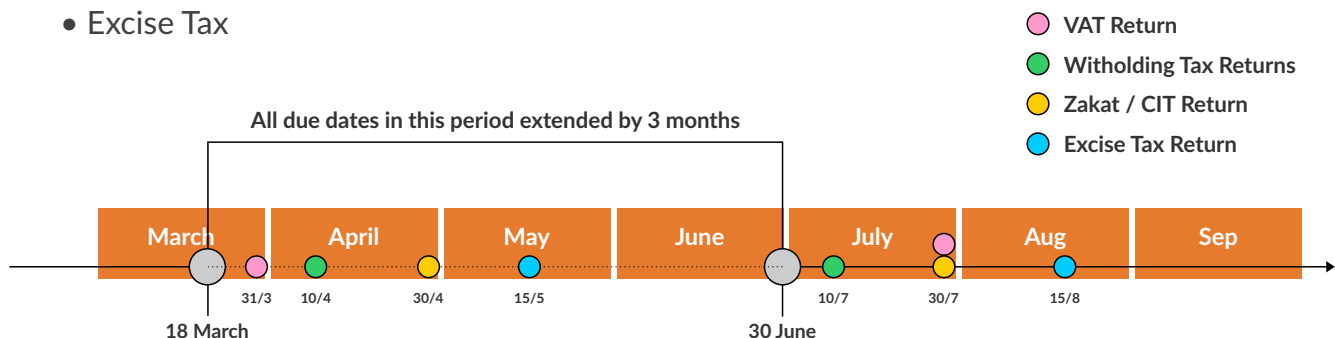 • Excise Tax
VAT Return
Witholding Tax Returns
Zakat / CIT Return
Excise Tax Return
All due dates in this period extended by 3 months
March April May June July Aug Sep
31/3 10/4 30/4 15/5 10/7 30/7 15/8
18 March 30 June